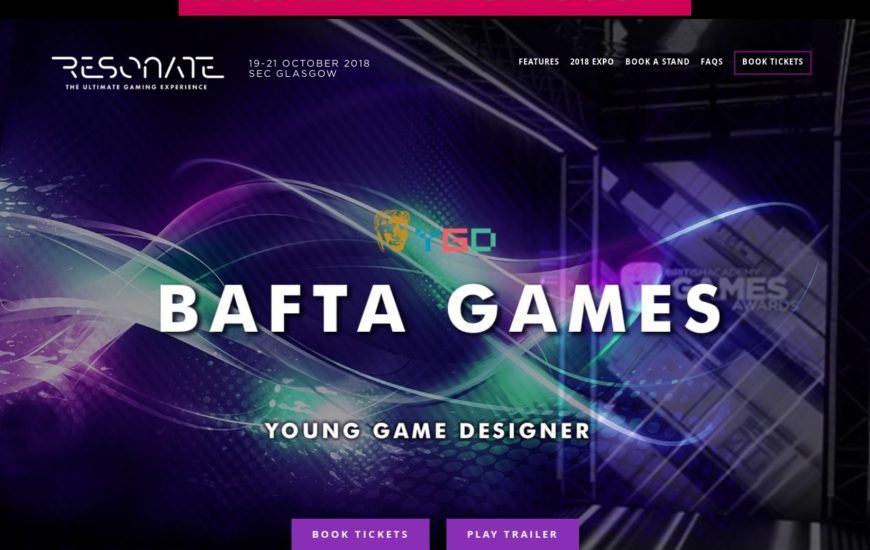 RESONATE
THE ULTIMATE GAMING EXPERIENCE
19-21 OCTOBER 2018
SEC GLASGOW
FEATURES
2018 EXPO
BOOK A STAND
FAQS
BOOK TICKETS
YGD
BRITISH ACADEMY
GAMES
AWARDS
BAFTA GAMES
YOUNG GAME DESIGNER
BOOK TICKETS
PLAY TRAILER